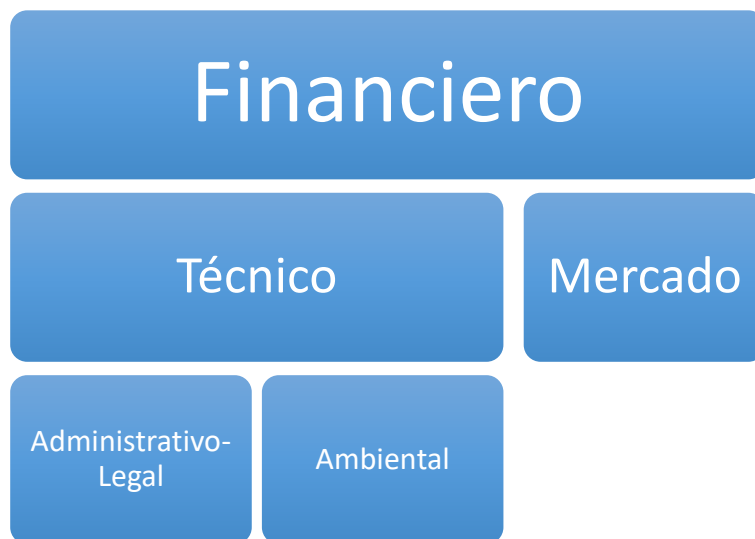 Financiero
Técnico
Mercado
Administrativo-
Legal
Ambiental